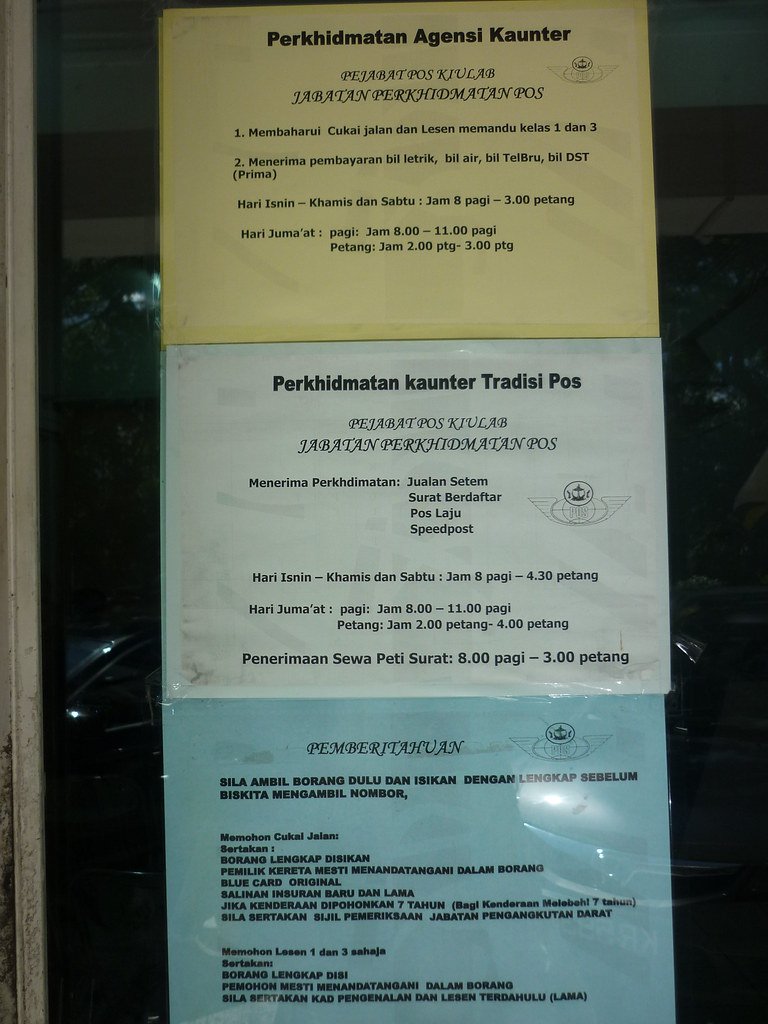 Perkhidmatan Agensi Kaunter
PEJABAT POS KIULAB
JABATAN PERKHIDMATAN POS
1. Membaharui Cukai jalan dan Lesen memandu kelas 1 dan 3
2. Menerima pembayaran bil letrik, bil air, bil TelBru, bil DST
(Prima)
Hari Isnin – Khamis dan Sabtu : Jam 8 pagi – 3.00 petang
Hari Juma'at : pagi: Jam 8.00 – 11.00 pagi
Petang: Jam 2.00 ptg- 3.00 ptg
Perkhidmatan kaunter Tradisi Pos
PEJABAT POS KIULAB
JABATAN PERKHIDMATAN POS
Menerima Perkhdimatan: Jualan Setem
Surat Berdaftar
Pos Laju
Speedpost
Hari Isnin – Khamis dan Sabtu : Jam 8 pagi – 4.30 petang
Hari Juma'at : pagi: Jam 8.00 – 11.00 pagi
Petang: Jam 2.00 petang- 4.00 petang
Penerimaan Sewa Peti Surat: 8.00 pagi – 3.00 petang
PEMBERITAHUAN
SILA AMBIL BORANG DULU DAN ISIKAN DENGAN LENGKAP SEBELUM
BISKITA MENGAMBIL NOMBOR,
Memohon Cukai Jalan:
Sertakan :
BORANG LENGKAP DISIKAN
PEMILIK KERETA MESTI MENANDATANGANI DALAM BORANG
BLUE CARD ORIGINAL
SALINAN INSURAN BARU DAN LAMA
JIKA KENDERAAN DIPOHONKAN 7 TAHUN (Bagi Kenderaan Melebehi 7 tahun)
SILA SERTAKAN SIJIL PEMERIKSAAN JABATAN PENGANGKUTAN DARAT
Memohon Lesen 1 dan 3 sahaja
Sertakan:
BORANG LENGKAP DISI
PEMOHON MESTI MENANDATANGANI DALAM BORANG
SILA SERTAKAN KAD PENGENALAN DAN LESEN TERDAHULU (LAMA)